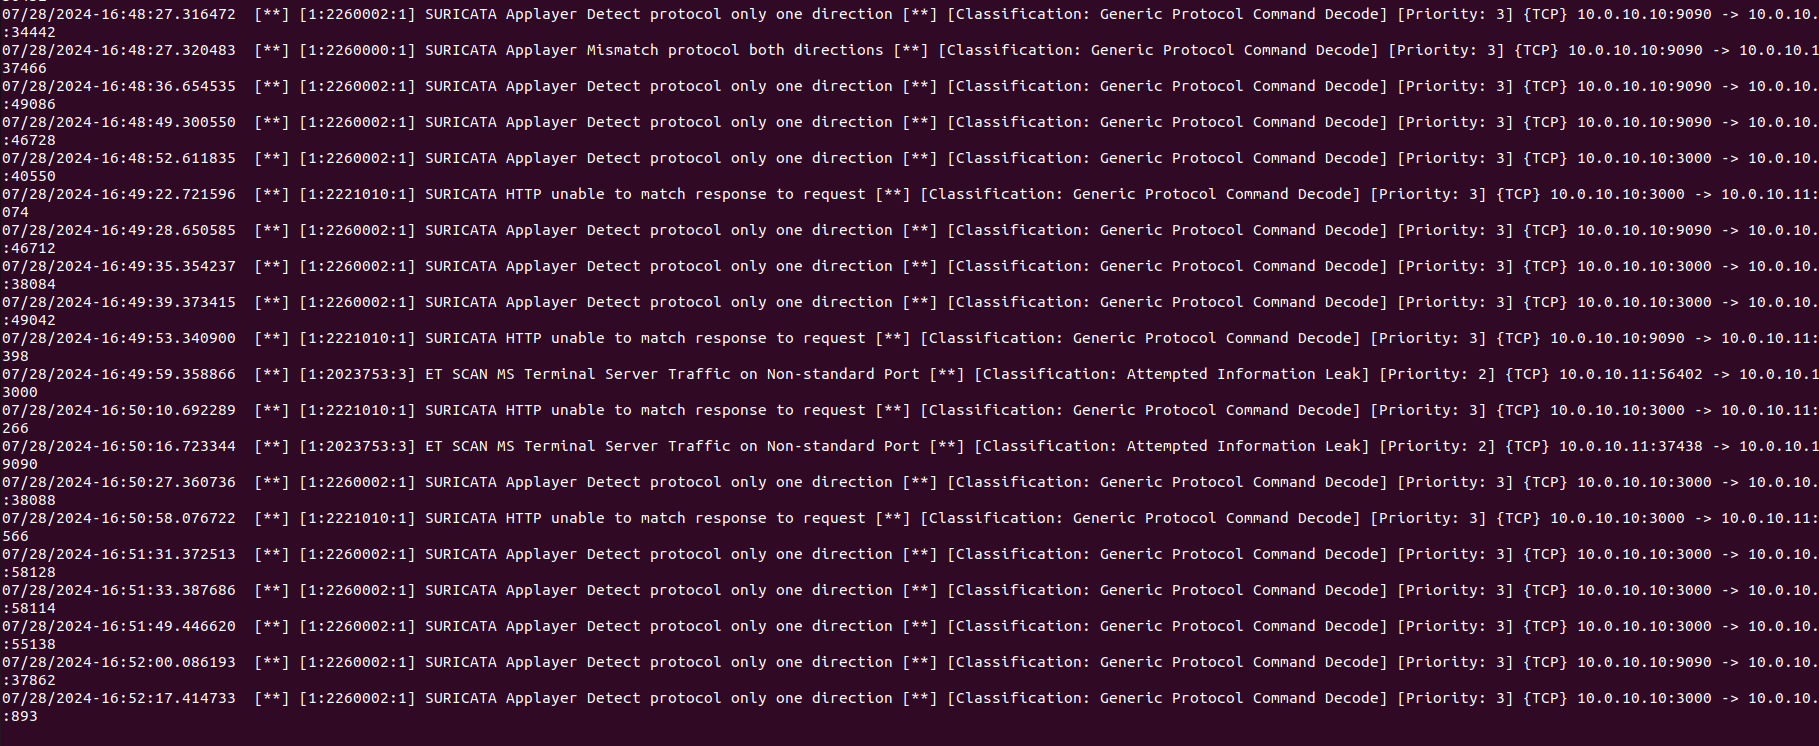 07/28/2024-16:48:27.316472  [**] [1:2260002:1] SURICATA Applayer Detect protocol only one direction [**] [Classification: Generic Protocol Command Decode] [Priority: 3] {TCP} 10.0.10.10:9090 -> 10.0.10.
:34442
07/28/2024-16:48:27.320483  [**] [1:2260000:1] SURICATA Applayer Mismatch protocol both directions [**] [Classification: Generic Protocol Command Decode] [Priority: 3] {TCP} 10.0.10.10:9090 -> 10.0.10.1
37466
07/28/2024-16:48:36.654535  [**] [1:2260002:1] SURICATA Applayer Detect protocol only one direction [**] [Classification: Generic Protocol Command Decode] [Priority: 3] {TCP} 10.0.10.10:9090 -> 10.0.10.
:49086
07/28/2024-16:48:49.300550  [**] [1:2260002:1] SURICATA Applayer Detect protocol only one direction [**] [Classification: Generic Protocol Command Decode] [Priority: 3] {TCP} 10.0.10.10:9090 -> 10.0.10.
:46728
07/28/2024-16:48:52.611835  [**] [1:2260002:1] SURICATA Applayer Detect protocol only one direction [**] [Classification: Generic Protocol Command Decode] [Priority: 3] {TCP} 10.0.10.10:3000 -> 10.0.10.
:40550
07/28/2024-16:49:22.721596  [**] [1:2221010:1] SURICATA HTTP unable to match response to request [**] [Classification: Generic Protocol Command Decode] [Priority: 3] {TCP} 10.0.10.10:3000 -> 10.0.10.11:
074
07/28/2024-16:49:28.650585  [**] [1:2260002:1] SURICATA Applayer Detect protocol only one direction [**] [Classification: Generic Protocol Command Decode] [Priority: 3] {TCP} 10.0.10.10:9090 -> 10.0.10.
:46712
07/28/2024-16:49:35.354237  [**] [1:2260002:1] SURICATA Applayer Detect protocol only one direction [**] [Classification: Generic Protocol Command Decode] [Priority: 3] {TCP} 10.0.10.10:3000 -> 10.0.10.
:38084
07/28/2024-16:49:39.373415  [**] [1:2260002:1] SURICATA Applayer Detect protocol only one direction [**] [Classification: Generic Protocol Command Decode] [Priority: 3] {TCP} 10.0.10.10:3000 -> 10.0.10.
:49042
07/28/2024-16:49:53.340900  [**] [1:2221010:1] SURICATA HTTP unable to match response to request [**] [Classification: Generic Protocol Command Decode] [Priority: 3] {TCP} 10.0.10.10:9090 -> 10.0.10.11:
398
07/28/2024-16:49:59.358866  [**] [1:2023753:3] ET SCAN MS Terminal Server Traffic on Non-standard Port [**] [Classification: Attempted Information Leak] [Priority: 2] {TCP} 10.0.10.11:56402 -> 10.0.10.1
3000
07/28/2024-16:50:10.692289  [**] [1:2221010:1] SURICATA HTTP unable to match response to request [**] [Classification: Generic Protocol Command Decode] [Priority: 3] {TCP} 10.0.10.10:3000 -> 10.0.10.11:
266
07/28/2024-16:50:16.723344  [**] [1:2023753:3] ET SCAN MS Terminal Server Traffic on Non-standard Port [**] [Classification: Attempted Information Leak] [Priority: 2] {TCP} 10.0.10.11:37438 -> 10.0.10.1
9090
07/28/2024-16:50:27.360736  [**] [1:2260002:1] SURICATA Applayer Detect protocol only one direction [**] [Classification: Generic Protocol Command Decode] [Priority: 3] {TCP} 10.0.10.10:3000 -> 10.0.10.
:38088
07/28/2024-16:50:58.076722  [**] [1:2221010:1] SURICATA HTTP unable to match response to request [**] [Classification: Generic Protocol Command Decode] [Priority: 3] {TCP} 10.0.10.10:3000 -> 10.0.10.11:
566
07/28/2024-16:51:31.372513  [**] [1:2260002:1] SURICATA Applayer Detect protocol only one direction [**] [Classification: Generic Protocol Command Decode] [Priority: 3] {TCP} 10.0.10.10:3000 -> 10.0.10.
:58128
07/28/2024-16:51:33.387686  [**] [1:2260002:1] SURICATA Applayer Detect protocol only one direction [**] [Classification: Generic Protocol Command Decode] [Priority: 3] {TCP} 10.0.10.10:3000 -> 10.0.10.
:58114
07/28/2024-16:51:49.446620  [**] [1:2260002:1] SURICATA Applayer Detect protocol only one direction [**] [Classification: Generic Protocol Command Decode] [Priority: 3] {TCP} 10.0.10.10:3000 -> 10.0.10.
:55138
07/28/2024-16:52:00.086193  [**] [1:2260002:1] SURICATA Applayer Detect protocol only one direction [**] [Classification: Generic Protocol Command Decode] [Priority: 3] {TCP} 10.0.10.10:9090 -> 10.0.10.
:37862
07/28/2024-16:52:17.414733  [**] [1:2260002:1] SURICATA Applayer Detect protocol only one direction [**] [Classification: Generic Protocol Command Decode] [Priority: 3] {TCP} 10.0.10.10:3000 -> 10.0.10.
:893